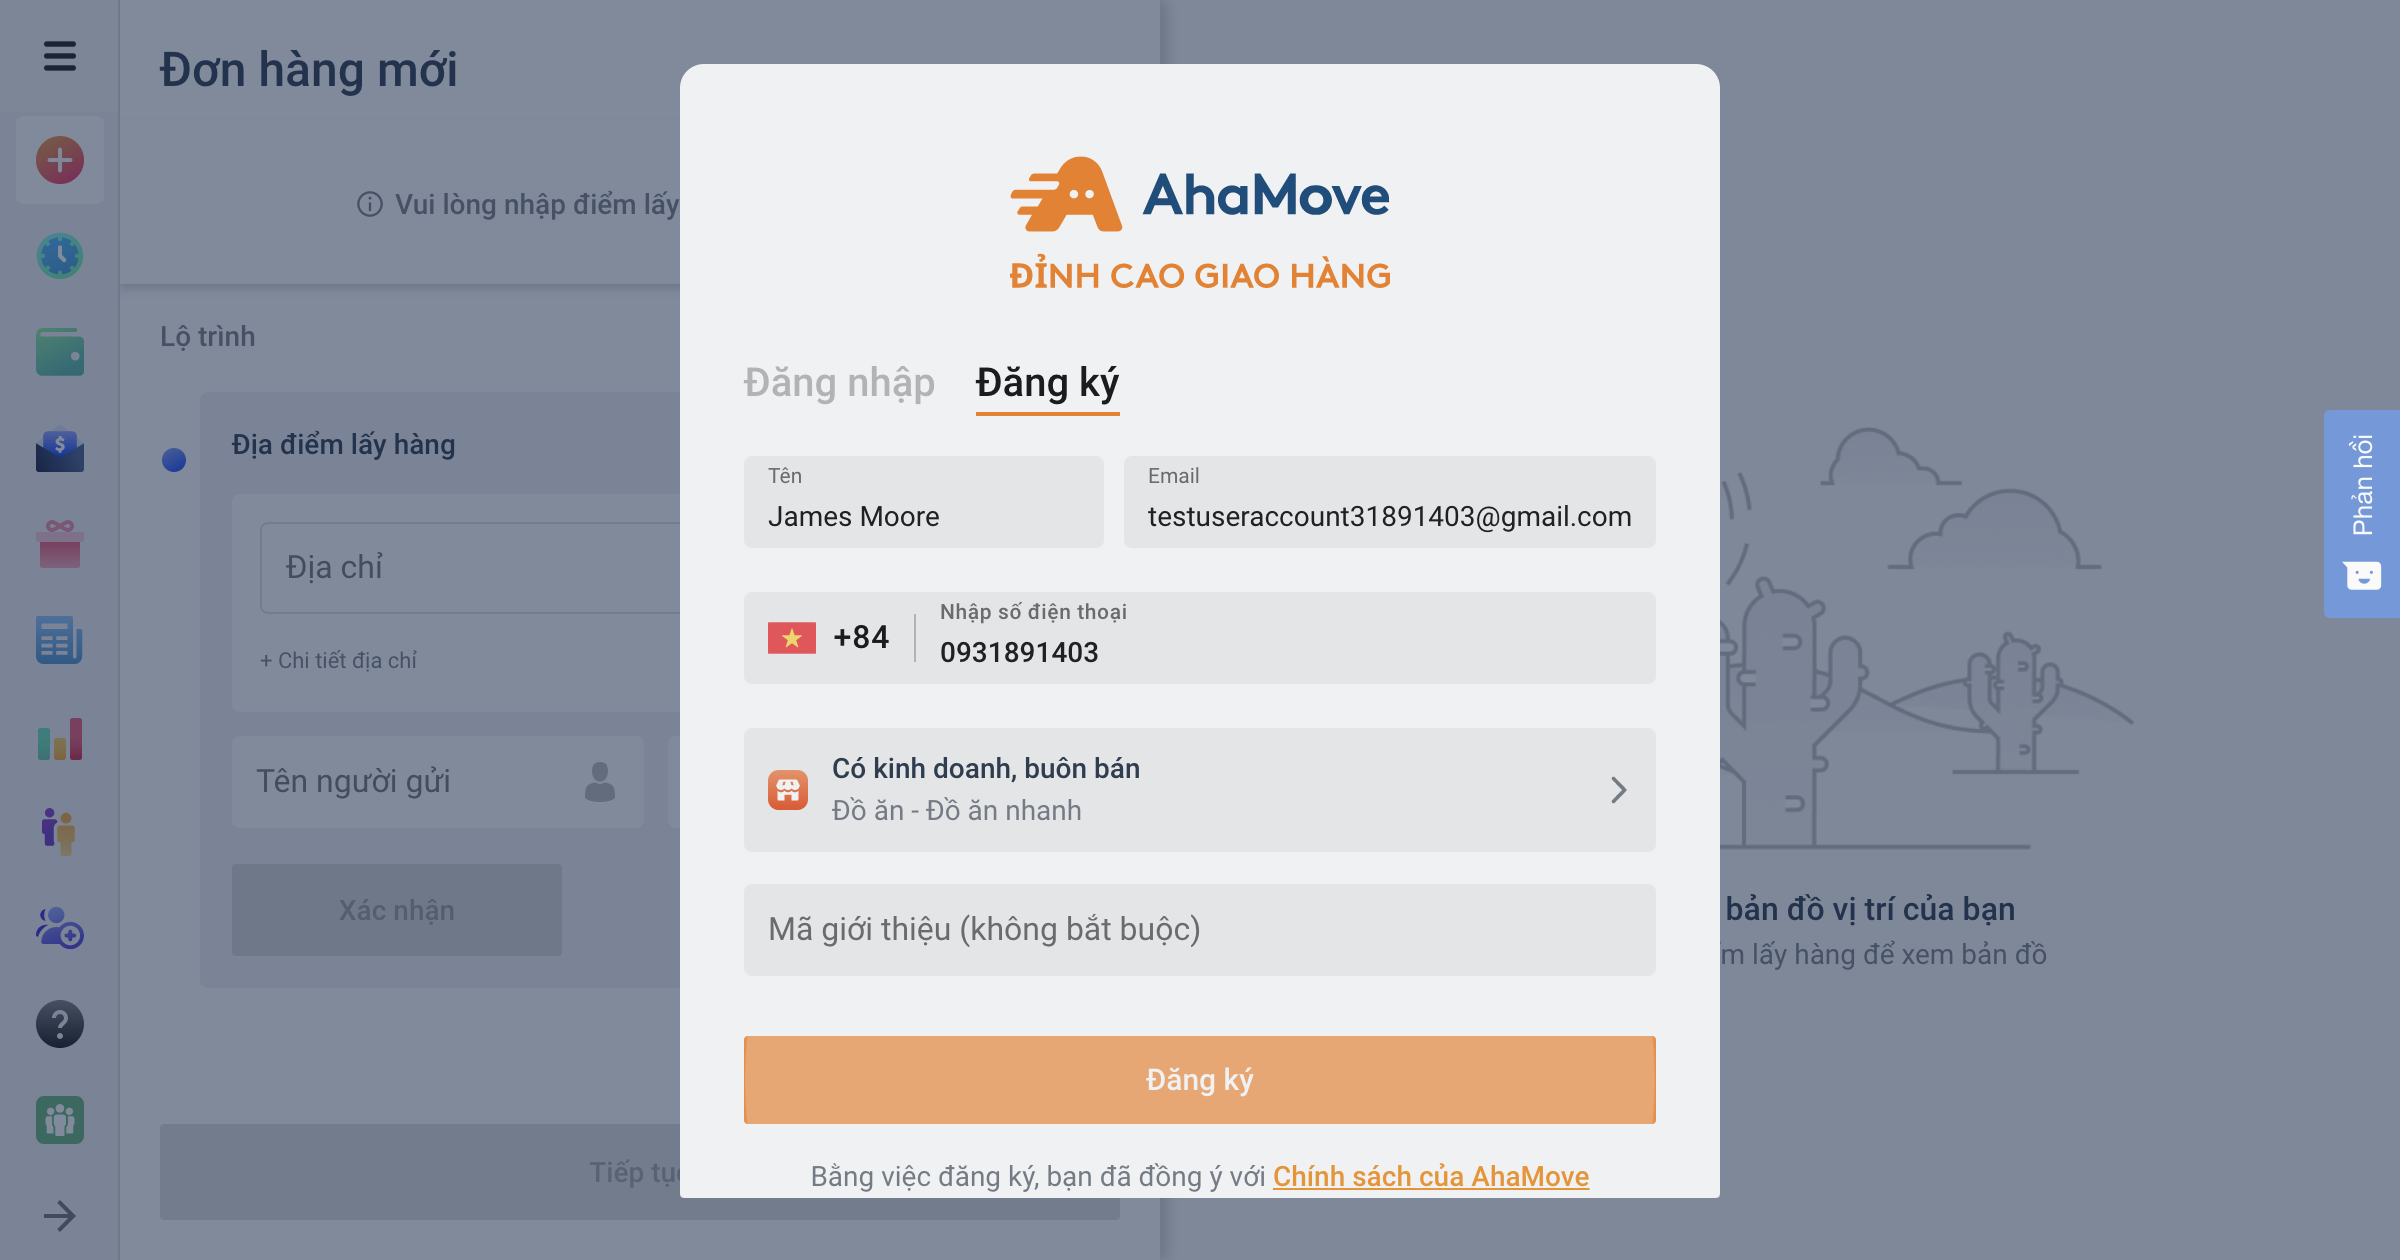 Đơn hàng mới
Vui lòng nhập điểm lấy
Lộ trình
Địa điểm lấy hàng
Địa chỉ
+ Chi tiết địa chỉ
Tên người gửi
Xác nhận
Tiếp tục
AhaMove
ĐỈNH CAO GIAO HÀNG
Đăng nhập
Đăng ký
Tên
James Moore
Email
testuseraccount31891403@gmail.com
+84
Nhập số điện thoại
0931891403
Có kinh doanh, buôn bán
Đồ ăn - Đồ ăn nhanh
Mã giới thiệu (không bắt buộc)
Đăng ký
Bằng việc đăng ký, bạn đã đồng ý với Chính sách của AhaMove
bản đồ vị trí của bạn
lấy hàng để xem bản đồ
Phản hồi